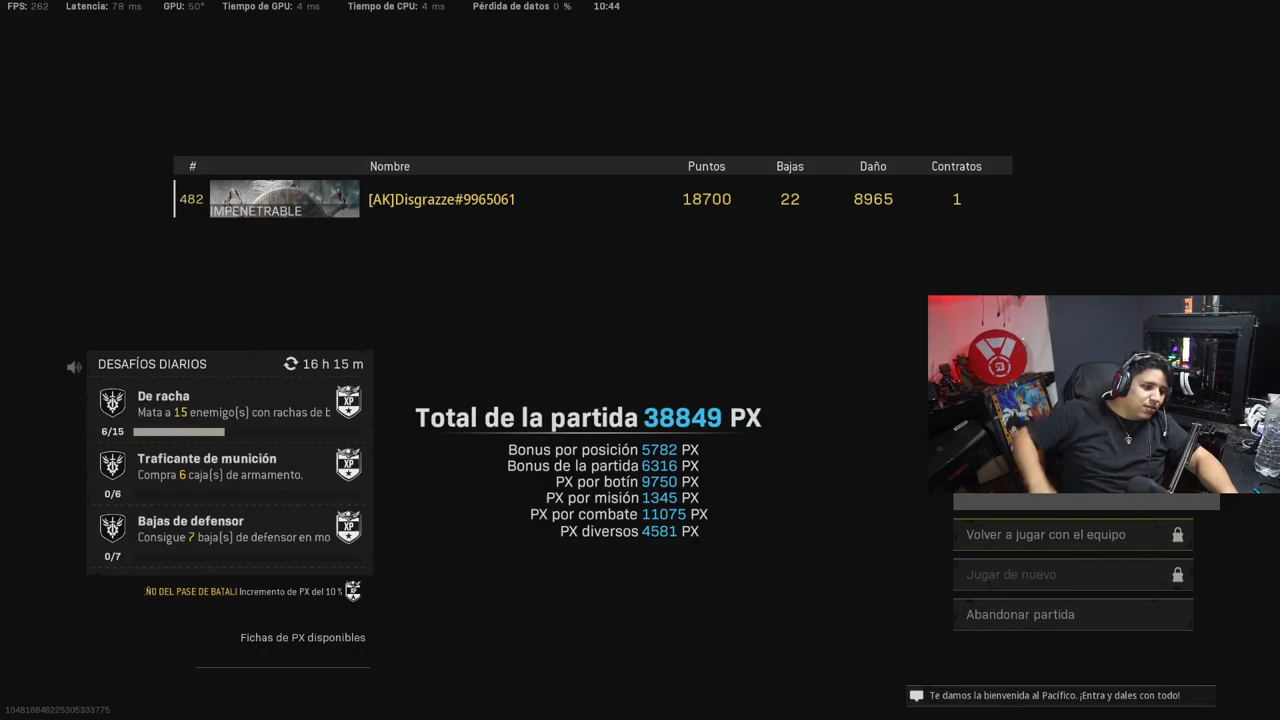 FPS: 262 Latencia: 78 ms GPU: 50° Tiempo de GPU: 4 ms Tiempo de CPU: 4 ms Pérdida de datos 0 % 10:44
# Nombre Puntos Bajas Daño Contratos
482 IMPENETRABLE [AK]Disgrazze#9965061 18700 22 8965 1
DESAFÍOS DIARIOS 16 h 15 m
De racha
Mata a 15 enemigo(s) con rachas de b
6/15
Traficante de munición
Compra 6 caja(s) de armamento.
0/6
Bajas de defensor
Consigue 7 baja(s) de defensor en mo
0/7
ÑO DEL PASE DE BATALI Incremento de PX del 10 %
Fichas de PX disponibles
Total de la partida 38849 PX
Bonus por posición 5782 PX
Bonus de la partida 6316 PX
PX por botín 9750 PX
PX por misión 1345 PX
PX por combate 11075 PX
PX diversos 4581 PX
Volver a jugar con el equipo
Jugar de nuevo
Abandonar partida
Te damos la bienvenida al Pacífico. ¡Entra y dales con todo!
104818846225305333775